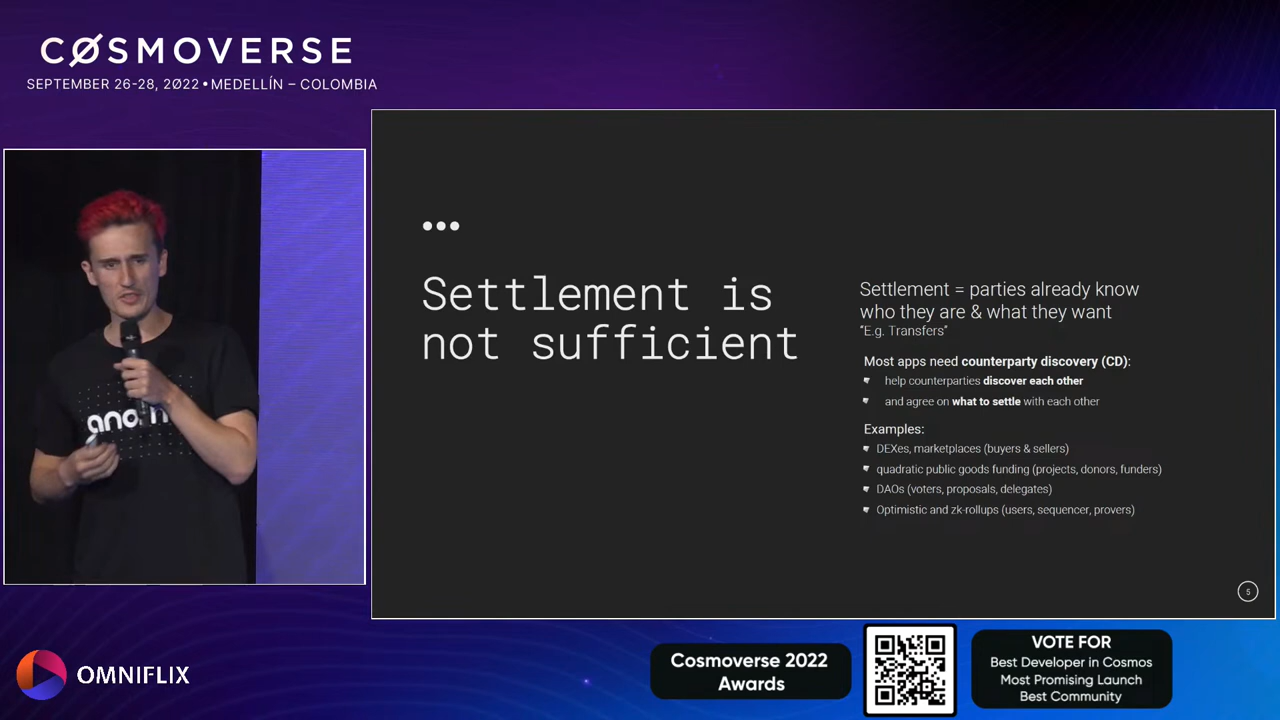 CØSMOVERSE
SEPTEMBER 26-28, 2Ø22 • MEDELLÍN – COLOMBIA
Settlement is
not sufficient
Settlement = parties already know
who they are & what they want
“E.g. Transfers”
Most apps need counterparty discovery (CD):
help counterparties discover each other
and agree on what to settle with each other
Examples:
DEXes, marketplaces (buyers & sellers)
quadratic public goods funding (projects, donors, funders)
DAOs (voters, proposals, delegates)
Optimistic and zk-rollups (users, sequencer, provers)
5
OMNIFLIX
Cosmoverse 2022
Awards
VOTE FOR
Best Developer in Cosmos
Most Promising Launch
Best Community